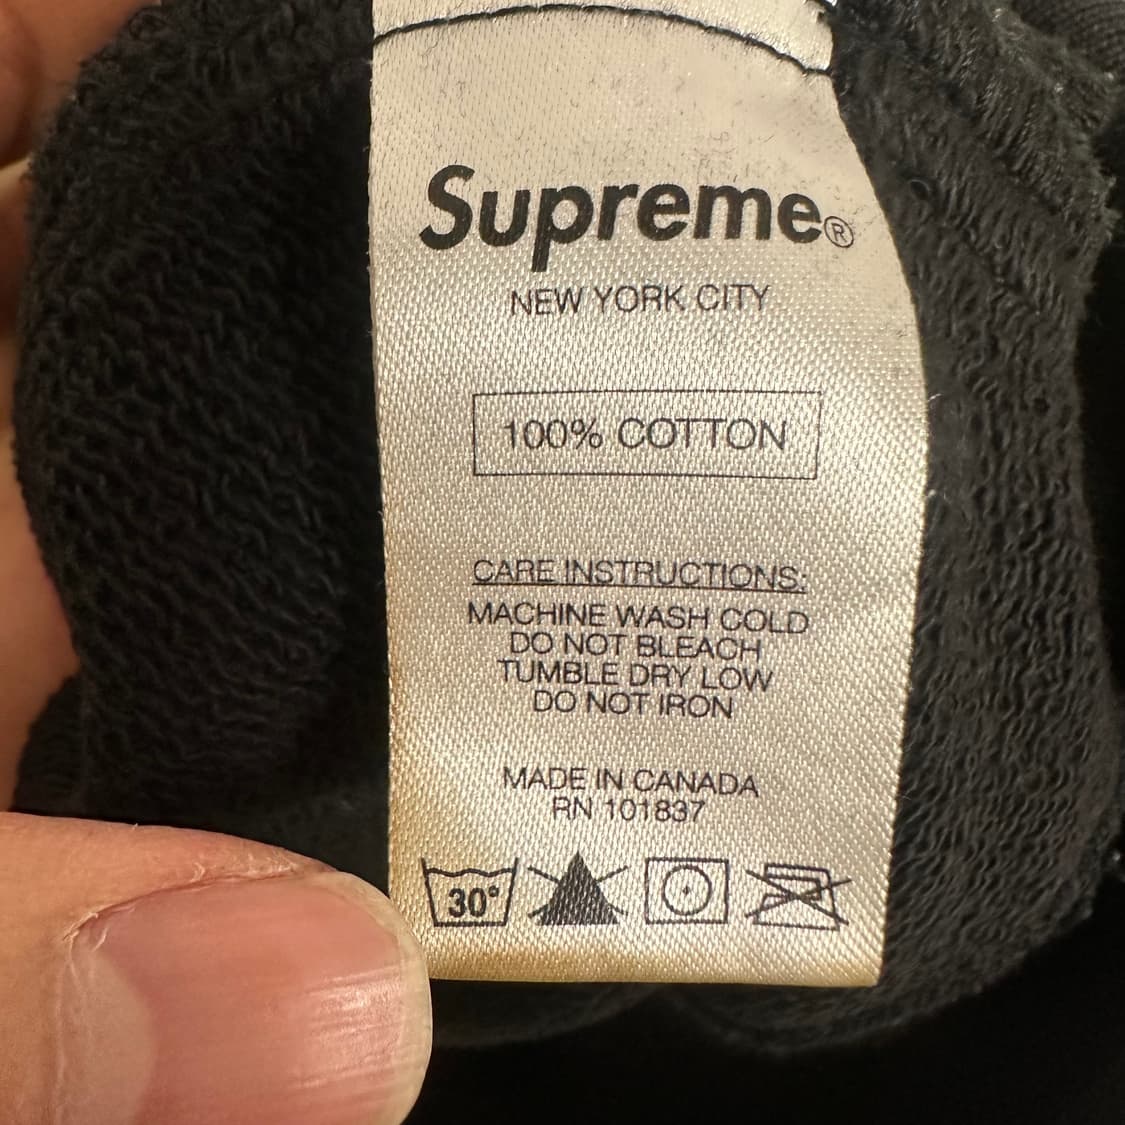 Supreme®
NEW YORK CITY
100% COTTON
CARE INSTRUCTIONS:
MACHINE WASH COLD
DO NOT BLEACH
TUMBLE DRY LOW
DO NOT IRON
MADE IN CANADA
RN 101837
30°